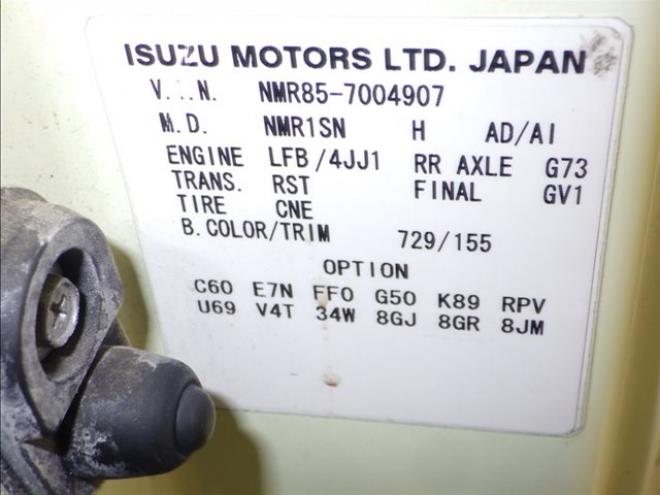 ISUZU MOTORS LTD. JAPAN
V. . N. NMR85-7004907
M.D. NMR1SN H AD/AI
ENGINE LFB/4JJ1 RR AXLE G73
TRANS. RST FINAL GV1
TIRE CNE
B.COLOR/TRIM 729/155
OPTION
C60 E7N FF0 G50 K89 RPV
U69 V4T 34W 8GJ 8GR 8JM